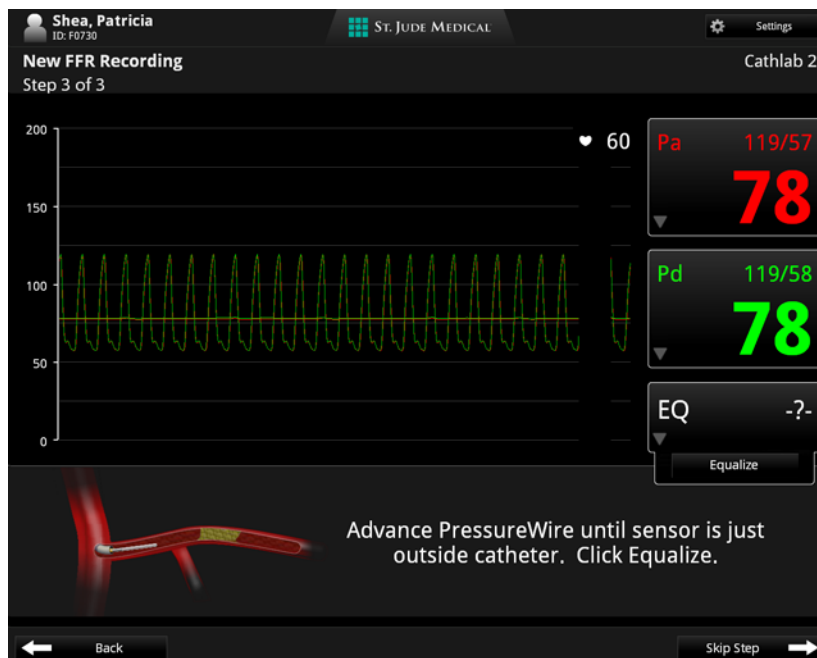 Shea, Patricia
ID: F0730
ST. JUDE MEDICAL
Settings
New FFR Recording
Cathlab 2
Step 3 of 3
200
150
100
50
0
60
Pa 119/57
78
Pd 119/58
78
EQ -?-
Equalize
Advance PressureWire until sensor is just
outside catheter. Click Equalize.
Back
Skip Step